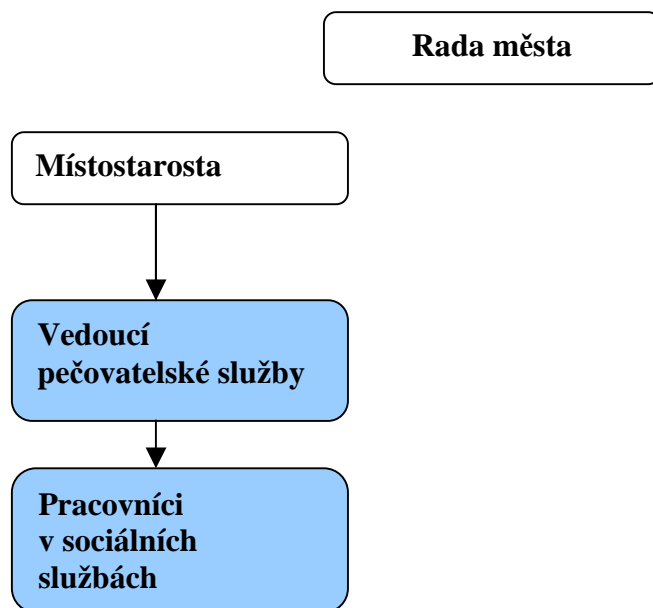 Rada města
Místostarosta
Vedoucí
pečovatelské služby
Pracovníci
v sociálních
službách